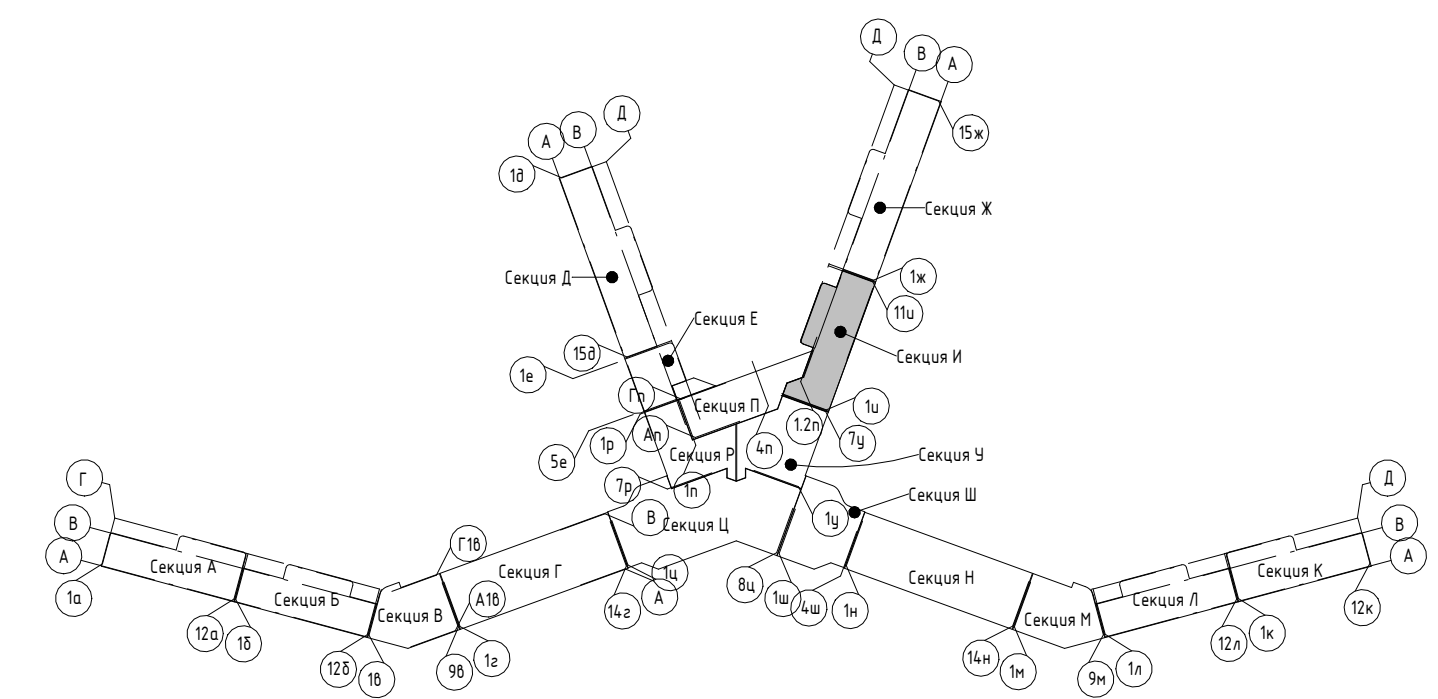 Д
В
А
15ж
Д
В
А
1д
Секция Ж
Секция Д
1ж
11и
Секция Е
15д
Секция И
1е
Гп
Секция П
1и
1.2п
Ап
1р
7у
4п
5е
Секция Р
Секция У
Г
7р
1п
Д
Секция Ш
В
В
Секция Ц
1у
В
А
Г1в
А
Секция А
Секция Г
1ц
Секция Н
Секция К
1а
Секция Б
А1в
8ц
А
Секция Л
14г
1ш
4ш
1н
12к
Секция В
Секция М
12а
1б
12л
1к
12б
1в
9в
1г
14н
1м
9м
1л